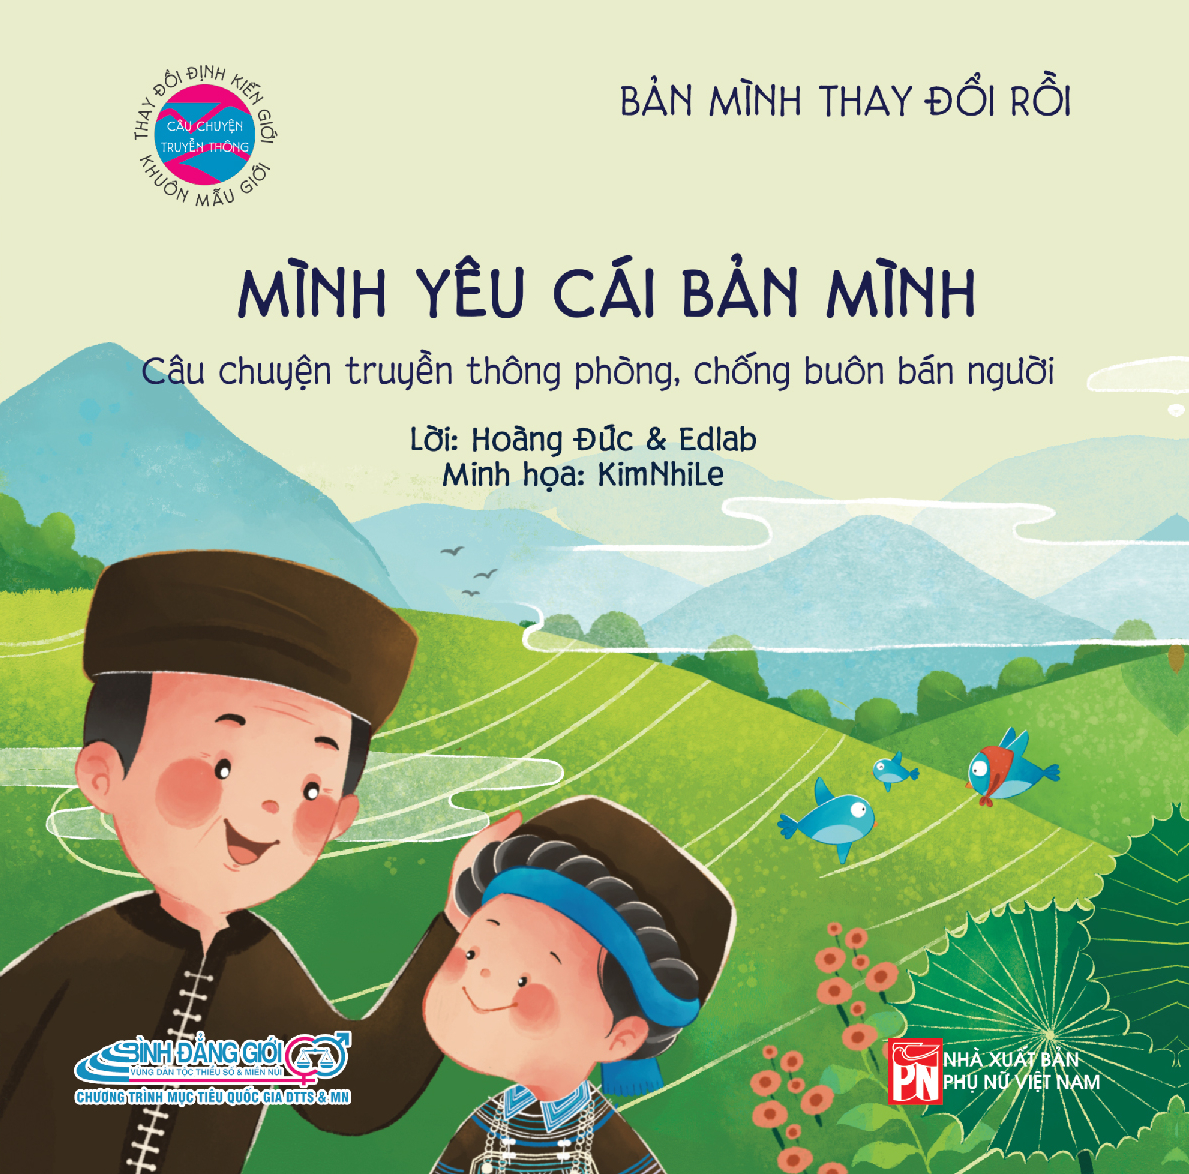 THAY ĐỔI ĐỊNH KIẾN GIỚI
CÂU CHUYỆN
TRUYỀN THÔNG
KHUÔN MẪU GIỚI
BẢN MÌNH THAY ĐỔI RỒI
MÌNH YÊU CÁI BẢN MÌNH
Câu chuyện truyền thông phòng, chống buôn bán người
Lời: Hoàng Đức & Edlab
Minh họa: KimNhiLe
BÌNH ĐẲNG GIỚI
VÙNG DÂN TỘC THIỂU SỐ & MIỀN NÚI
CHƯƠNG TRÌNH MỤC TIÊU QUỐC GIA DTTS & MN
PN
NHÀ XUẤT BẢN
PHỤ NỮ VIỆT NAM